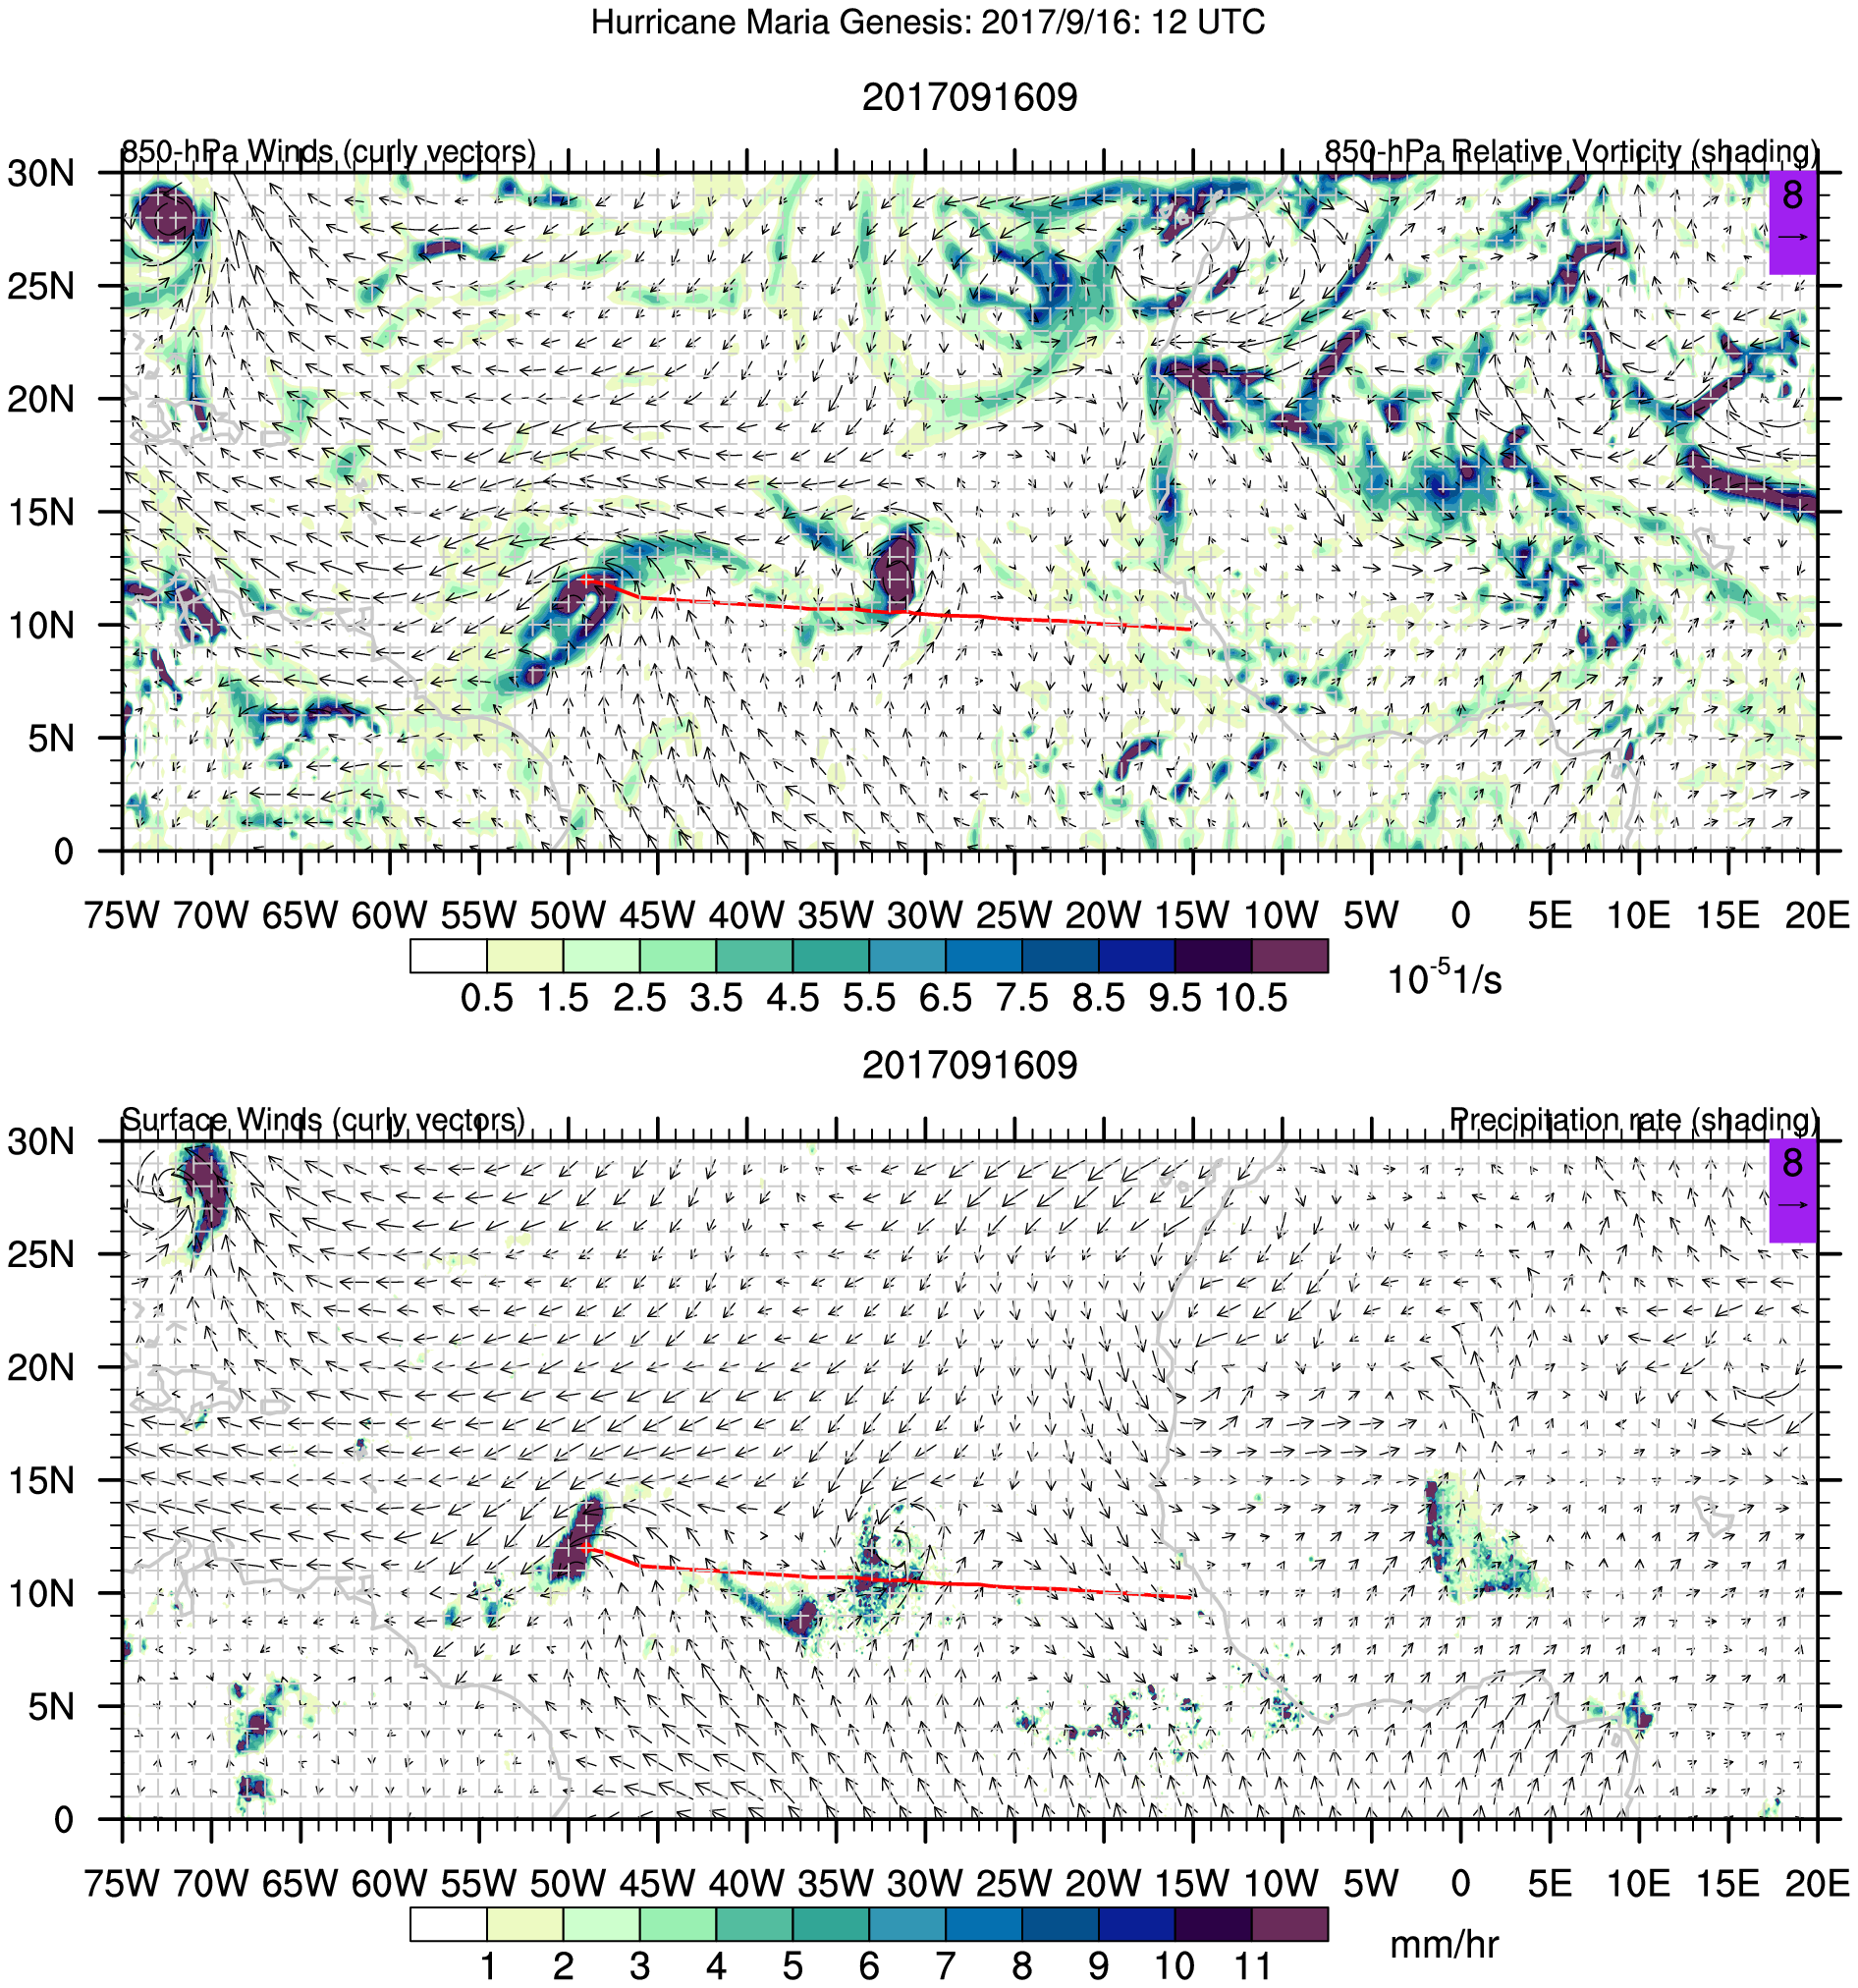 Hurricane Maria Genesis: 2017/9/16: 12 UTC
2017091609
850-hPa Winds (curly vectors) 850-hPa Relative Vorticity (shading)
30N
8
25N
20N
15N
10N
5N
0
75W 70W 65W 60W 55W 50W 45W 40W 35W 30W 25W 20W 15W 10W 5W 0 5E 10E 15E 20E
0.5 1.5 2.5 3.5 4.5 5.5 6.5 7.5 8.5 9.5 10.5
10⁻⁵1/s
2017091609
Surface Winds (curly vectors) Precipitation rate (shading)
30N
8
25N
20N
15N
10N
5N
0
75W 70W 65W 60W 55W 50W 45W 40W 35W 30W 25W 20W 15W 10W 5W 0 5E 10E 15E 20E
1 2 3 4 5 6 7 8 9 10 11
mm/hr